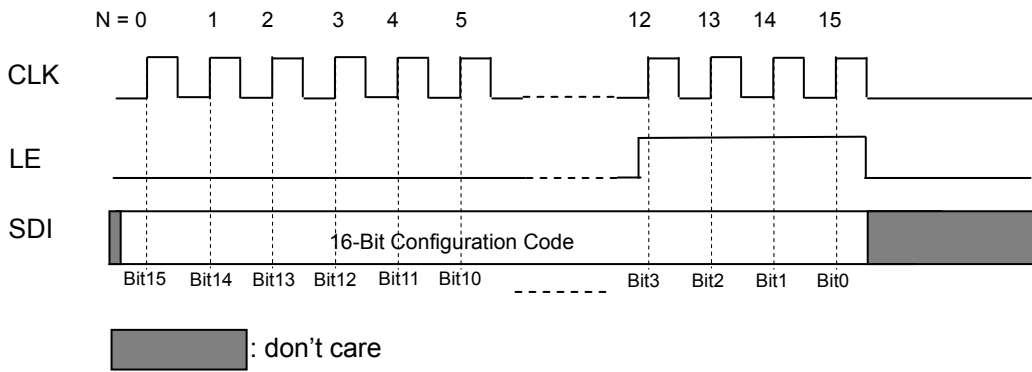 N = 0 1 2 3 4 5 12 13 14 15
CLK
LE
SDI
16-Bit Configuration Code
Bit15 Bit14 Bit13 Bit12 Bit11 Bit10 Bit3 Bit2 Bit1 Bit0
: don't care